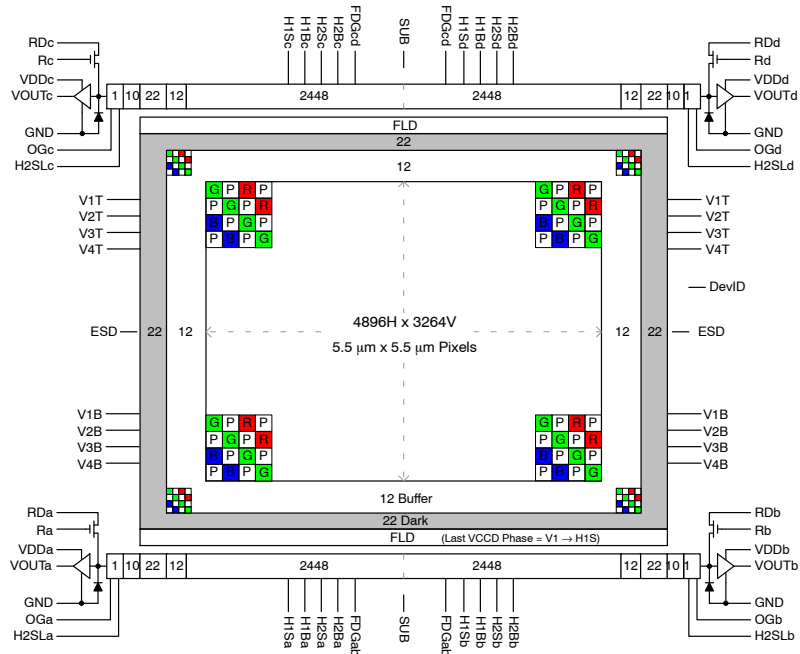 H1Sc
H1Bc
H2Sc
H2Bc
FDGcd
SUB
FDGcd
H1Sd
H1Bd
H2Sd
H2Bd
RDc
Rc
VDDc
VOUTc
GND
OGc
H2SLc
RDd
Rd
VDDd
VOUTd
GND
OGd
H2SLd
1 10 22 12 2448 2448 12 22 10 1
FLD
22
12
G P R P
P G P R
B P G P
P B P G
G P R P
P G P R
B P G P
P B P G
V1T
V2T
V3T
V4T
V1T
V2T
V3T
V4T
DevID
ESD 22 12 4896H x 3264V 12 22 ESD
5.5 μm x 5.5 μm Pixels
V1B
V2B
V3B
V4B
V1B
V2B
V3B
V4B
G P R P
P G P R
B P G P
P B P G
G P R P
P G P R
B P G P
P B P G
12 Buffer
22 Dark
FLD (Last VCCD Phase = V1 → H1S)
RDa
Ra
VDDa
VOUTa
GND
OGa
H2SLa
RDb
Rb
VDDb
VOUTb
GND
OGb
H2SLb
1 10 22 12 2448 2448 12 22 10 1
H1Sa
H1Ba
H2Sa
H2Ba
FDGab
SUB
FDGab
H1Sb
H1Bb
H2Sb
H2Bb